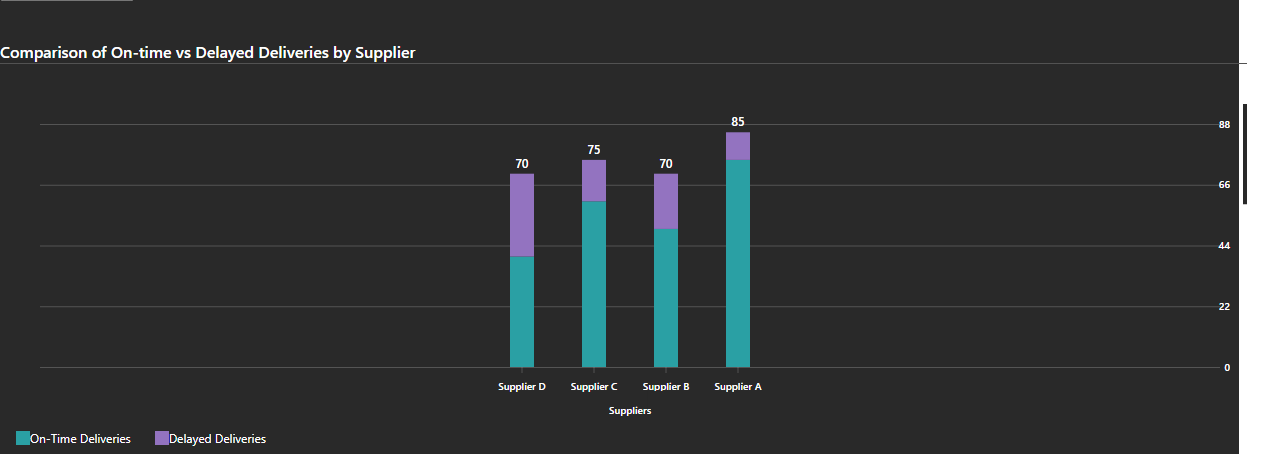 Comparison of On-time vs Delayed Deliveries by Supplier
85
88
75
70
70
66
44
22
0
Supplier D
Supplier C
Supplier B
Supplier A
Suppliers
On-Time Deliveries
Delayed Deliveries